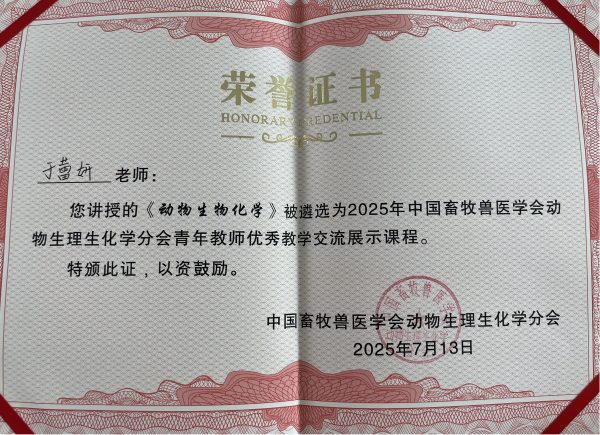 荣誉证书
HONORARY CREDENTIAL
于蕾妍 老师：
您讲授的《动物生物化学》被遴选为2025年中国畜牧兽医学会动
物生理生化学分会青年教师优秀教学交流展示课程。
特颁此证，以资鼓励。
中国畜牧兽医学会动物生理生化学分会
2025年7月13日